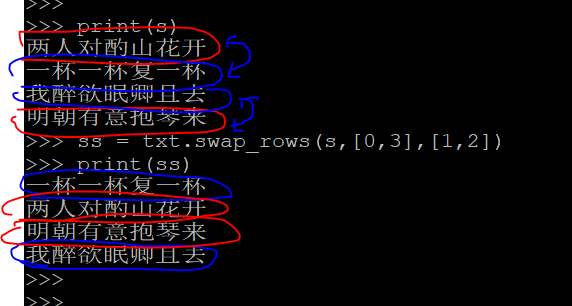 >>>
>>> print(s)
两人对酌山花开
一杯一杯复一杯
我醉欲眠卿且去
明朝有意抱琴来
>>> ss = txt.swap_rows(s,[0,3],[1,2])
>>> print(ss)
一杯一杯复一杯
两人对酌山花开
明朝有意抱琴来
我醉欲眠卿且去
>>>
>>>